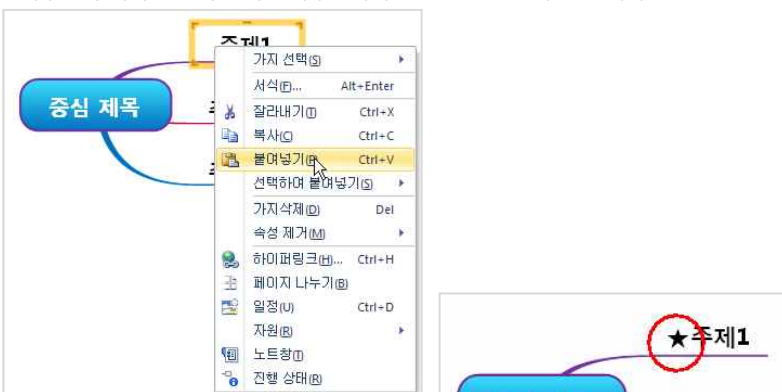 주제1
중심 제목
가지 선택(S)
서식(F)... Alt+Enter
잘라내기(T) Ctrl+X
복사(C) Ctrl+C
붙여넣기(P) Ctrl+V
선택하여 붙여넣기(S)
가지삭제(D) Del
속성 제거(M)
하이퍼링크(H)... Ctrl+H
페이지 나누기(B)
일정(U) Ctrl+D
자원(R)
노트창(T)
진행 상태(R)
★주제1